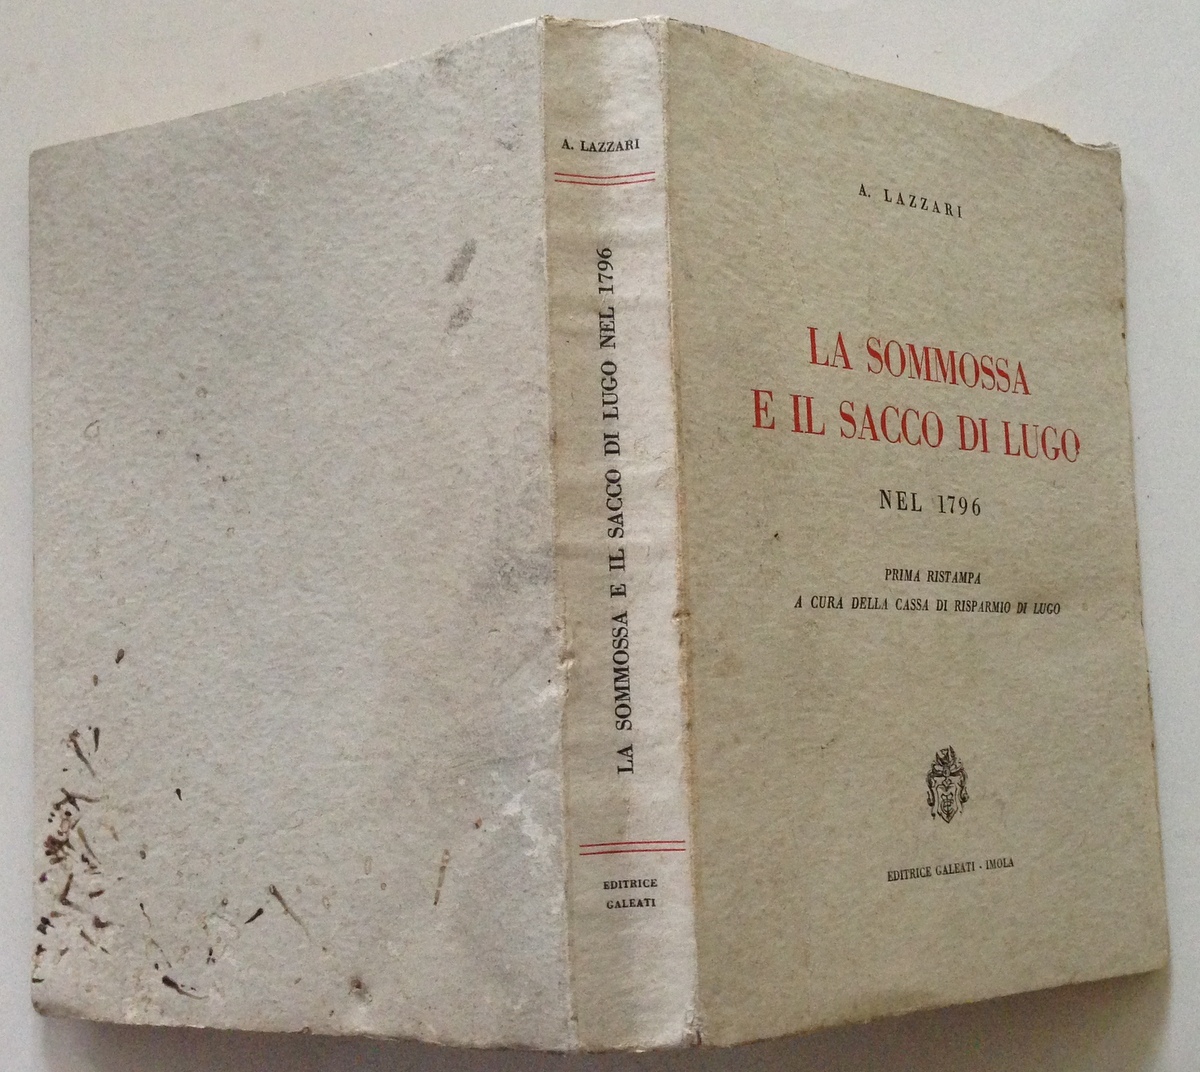 A. LAZZARI
LA SOMMOSSA E IL SACCO DI LUGO NEL 1796
EDITRICE
GALEATI
A. LAZZARI
LA SOMMOSSA
E IL SACCO DI LUGO
NEL 1796
PRIMA RISTAMPA
A CURA DELLA CASSA DI RISPARMIO DI LUGO
EDITRICE GALEATI - IMOLA